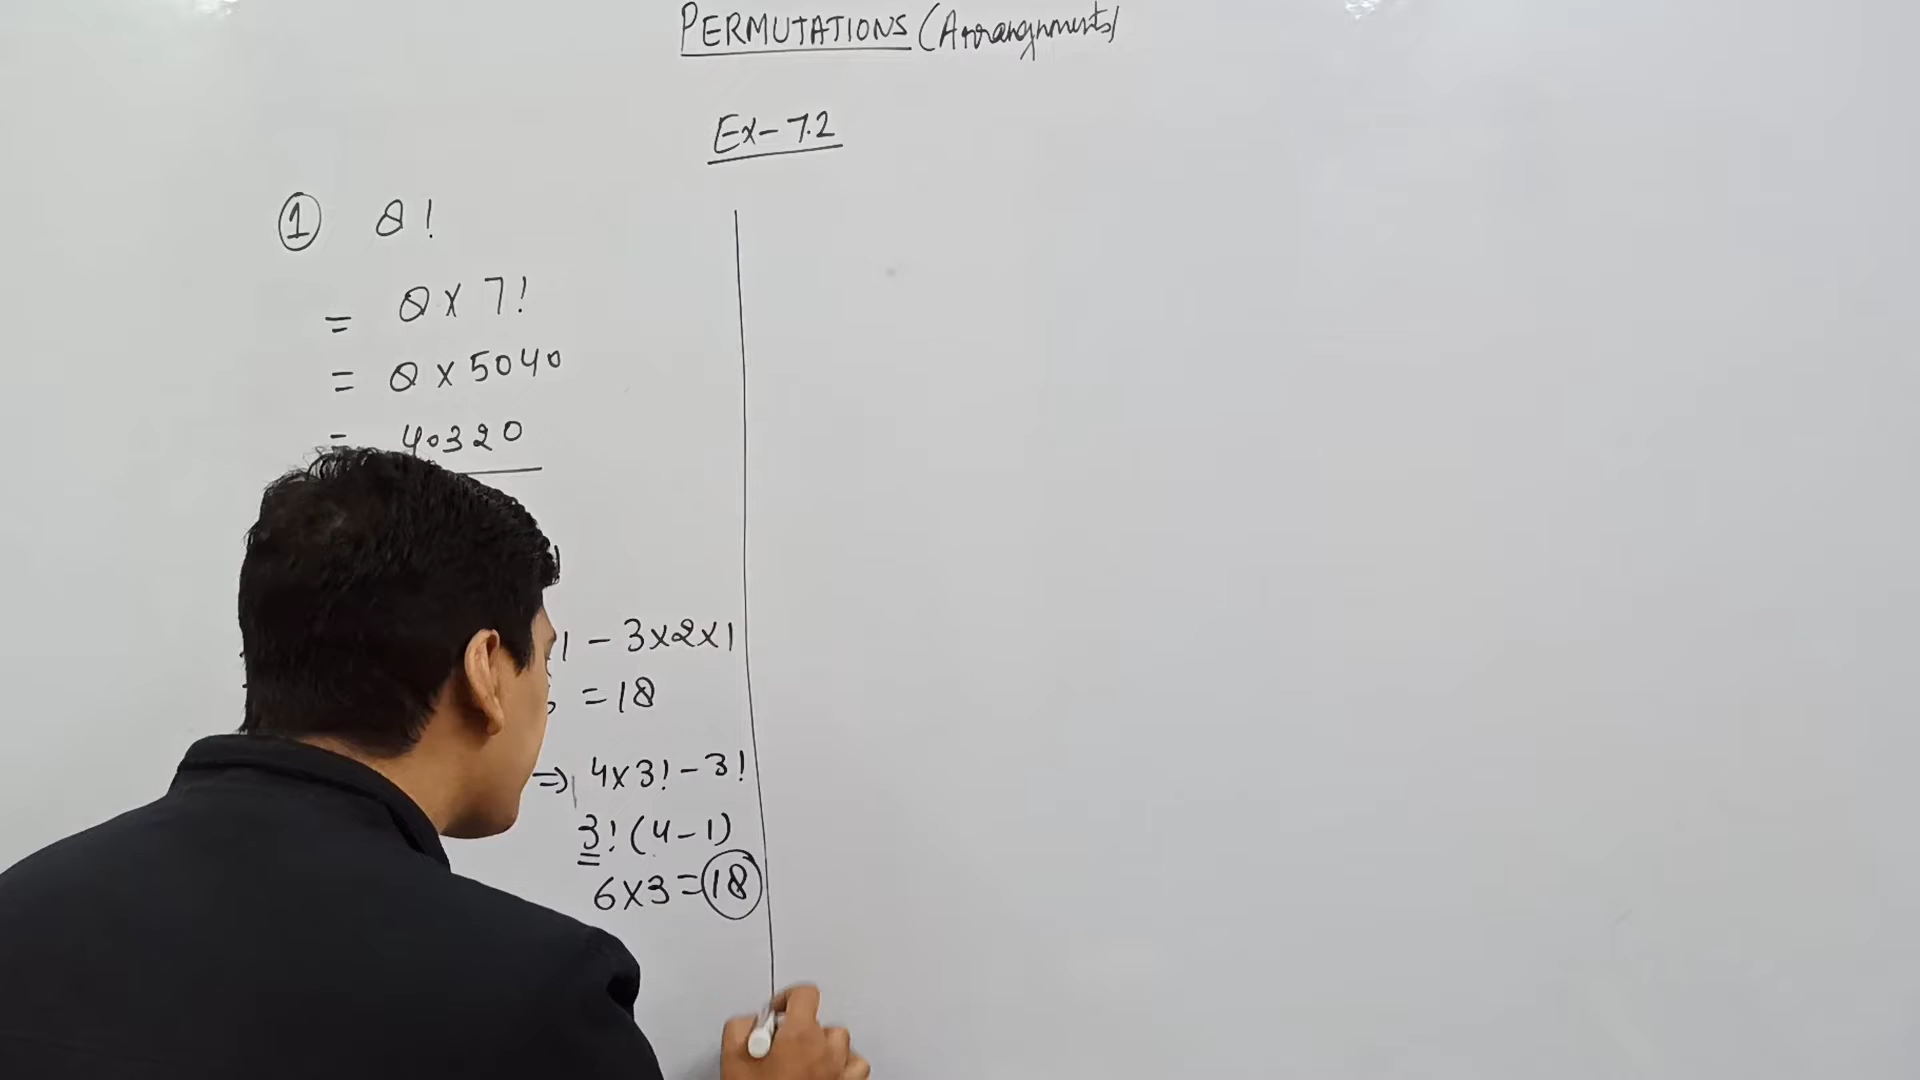 PERMUTATIONS (Arrangments)
Ex-7.2
① 8!
= 8 x 7!
= 8 x 5040
= 40320
1 - 3x2x1
= 18
=> 4x3! - 3!
3! (4-1)
6x3 = 18